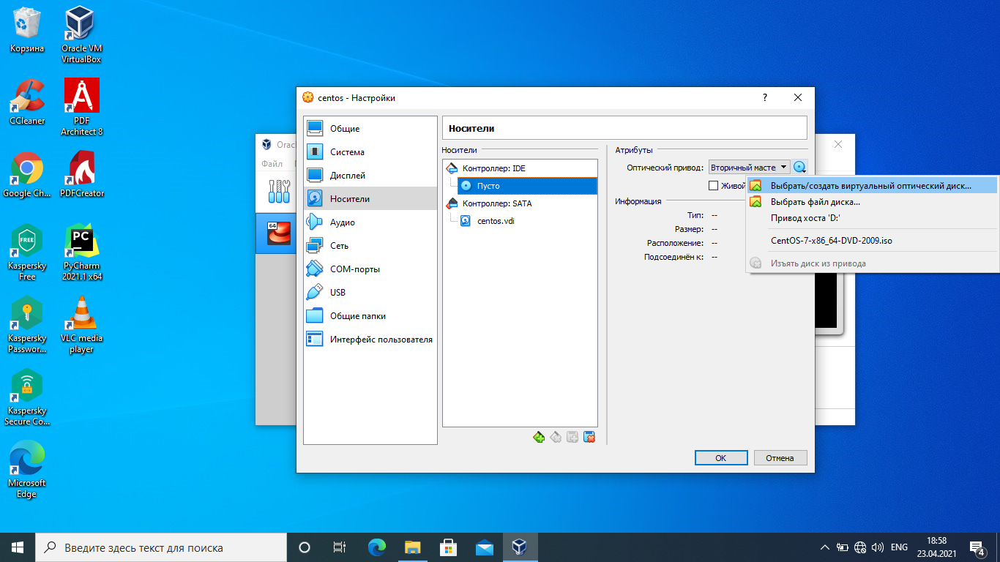 Корзина
Oracle VM
VirtualBox
CCleaner
PDF
Architect 8
Google Ch...
PDFCreator
FREE
Kaspersky
Free
PC
PyCharm
2021.1 x64
Kaspersky
Passwor...
VLC media
player
Kaspersky
Secure Co...
Microsoft
Edge
Файл
64
centos - Настройки
?
Общие
Система
Дисплей
Носители
Аудио
Сеть
COM-порты
USB
Общие папки
Интерфейс пользователя
Носители
Носители
Контроллер: IDE
Пусто
Контроллер: SATA
centos.vdi
Атрибуты
Оптический привод: Вторичный масте
Живой
Информация
Тип: --
Размер: --
Расположение: --
Подсоединён к: --
Выбрать/создать виртуальный оптический диск...
Выбрать файл диска...
Привод хоста 'D:'
CentOS-7-x86_64-DVD-2009.iso
Изъять диск из привода
OK
Отмена
Введите здесь текст для поиска
ENG
18:58
23.04.2021
4